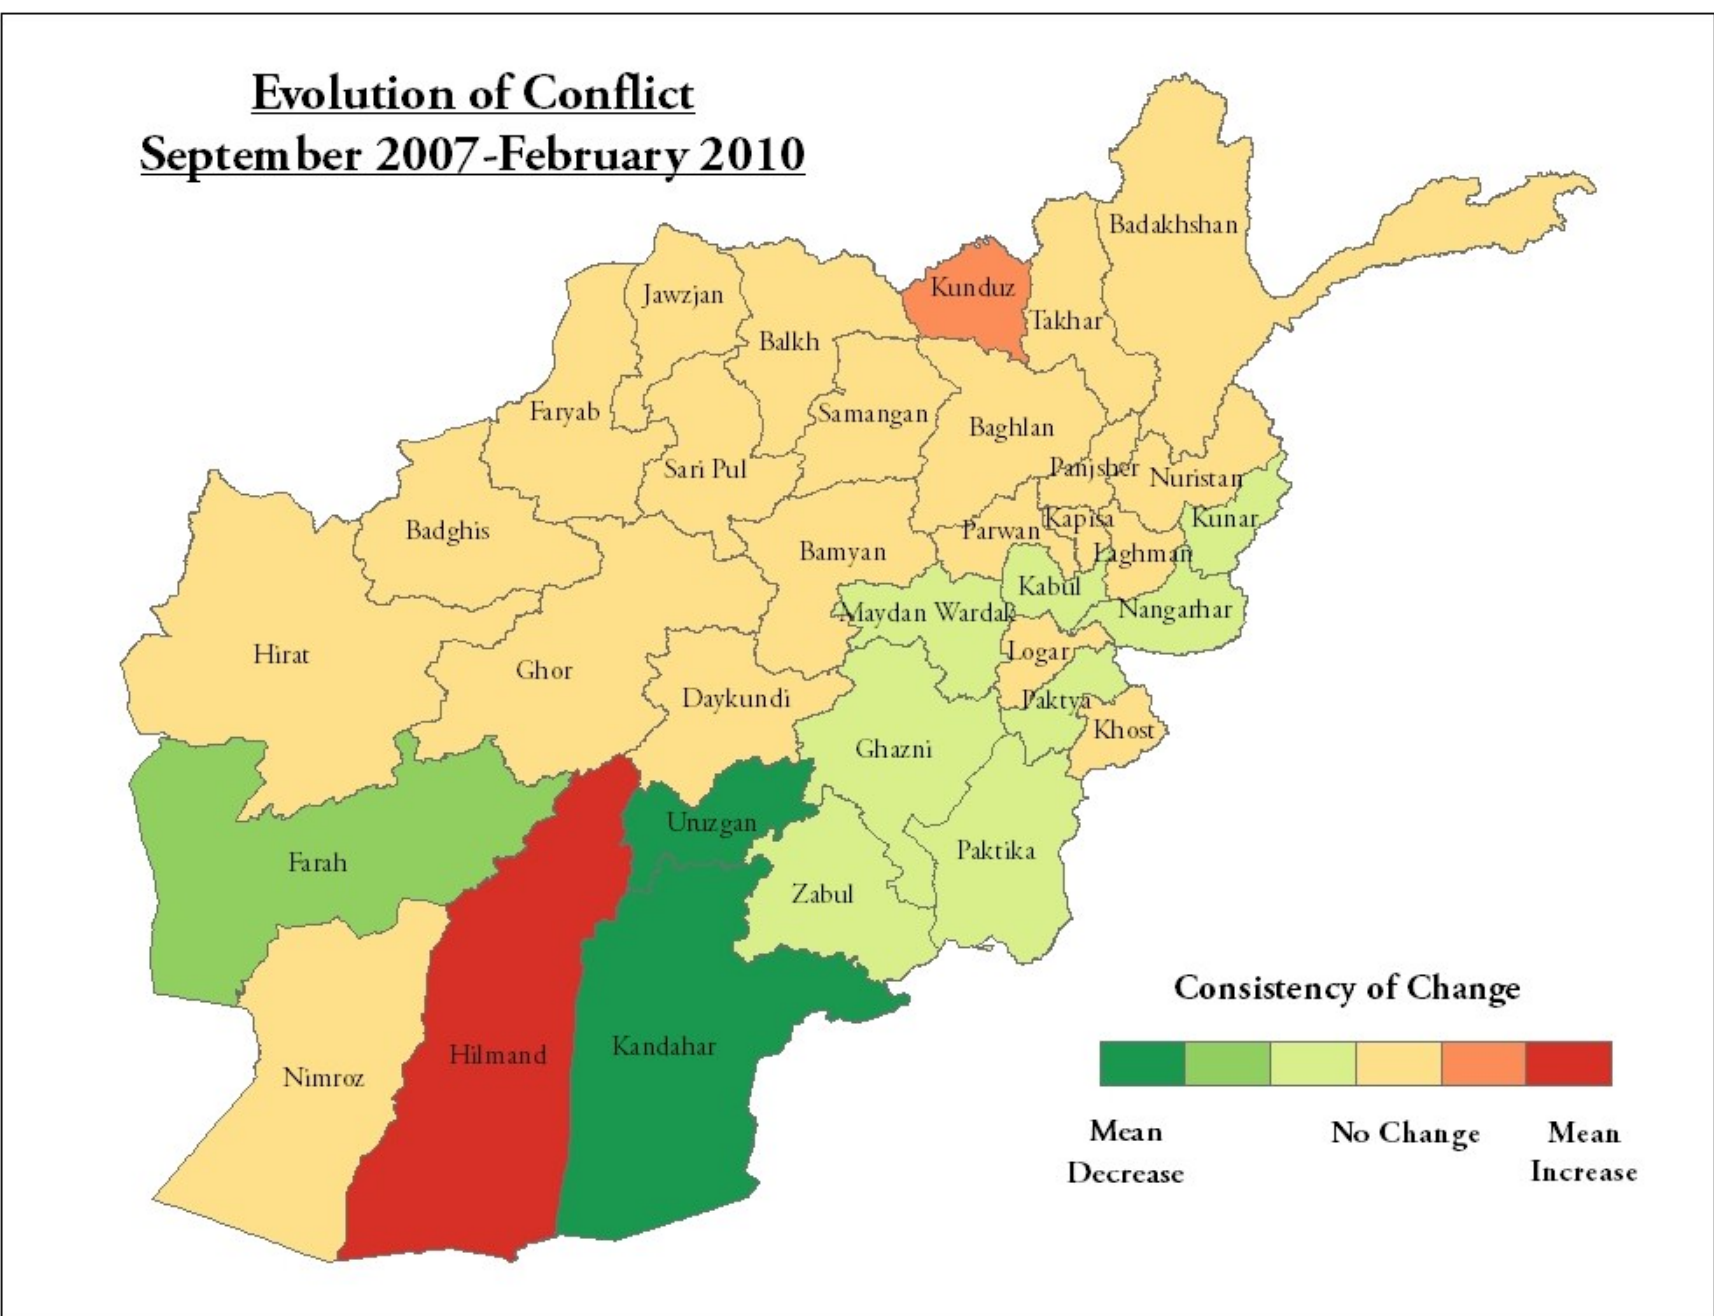 Evolution of Conflict
September 2007-February 2010
Badakhshan
Kunduz
Jawzjan
Takhar
Balkh
Faryab
Samangan
Baghlan
Sari Pul
Panjsher
Nuristan
Badghis
Parwan
Kapisa
Kunar
Bamyan
Laghman
Kabul
Maydan Wardak
Nangarhar
Hirat
Ghor
Logar
Daykundi
Paktya
Khost
Ghazni
Uruzgan
Farah
Paktika
Zabul
Hilmand
Kandahar
Nimroz
Consistency of Change
Mean
Decrease
No Change
Mean
Increase